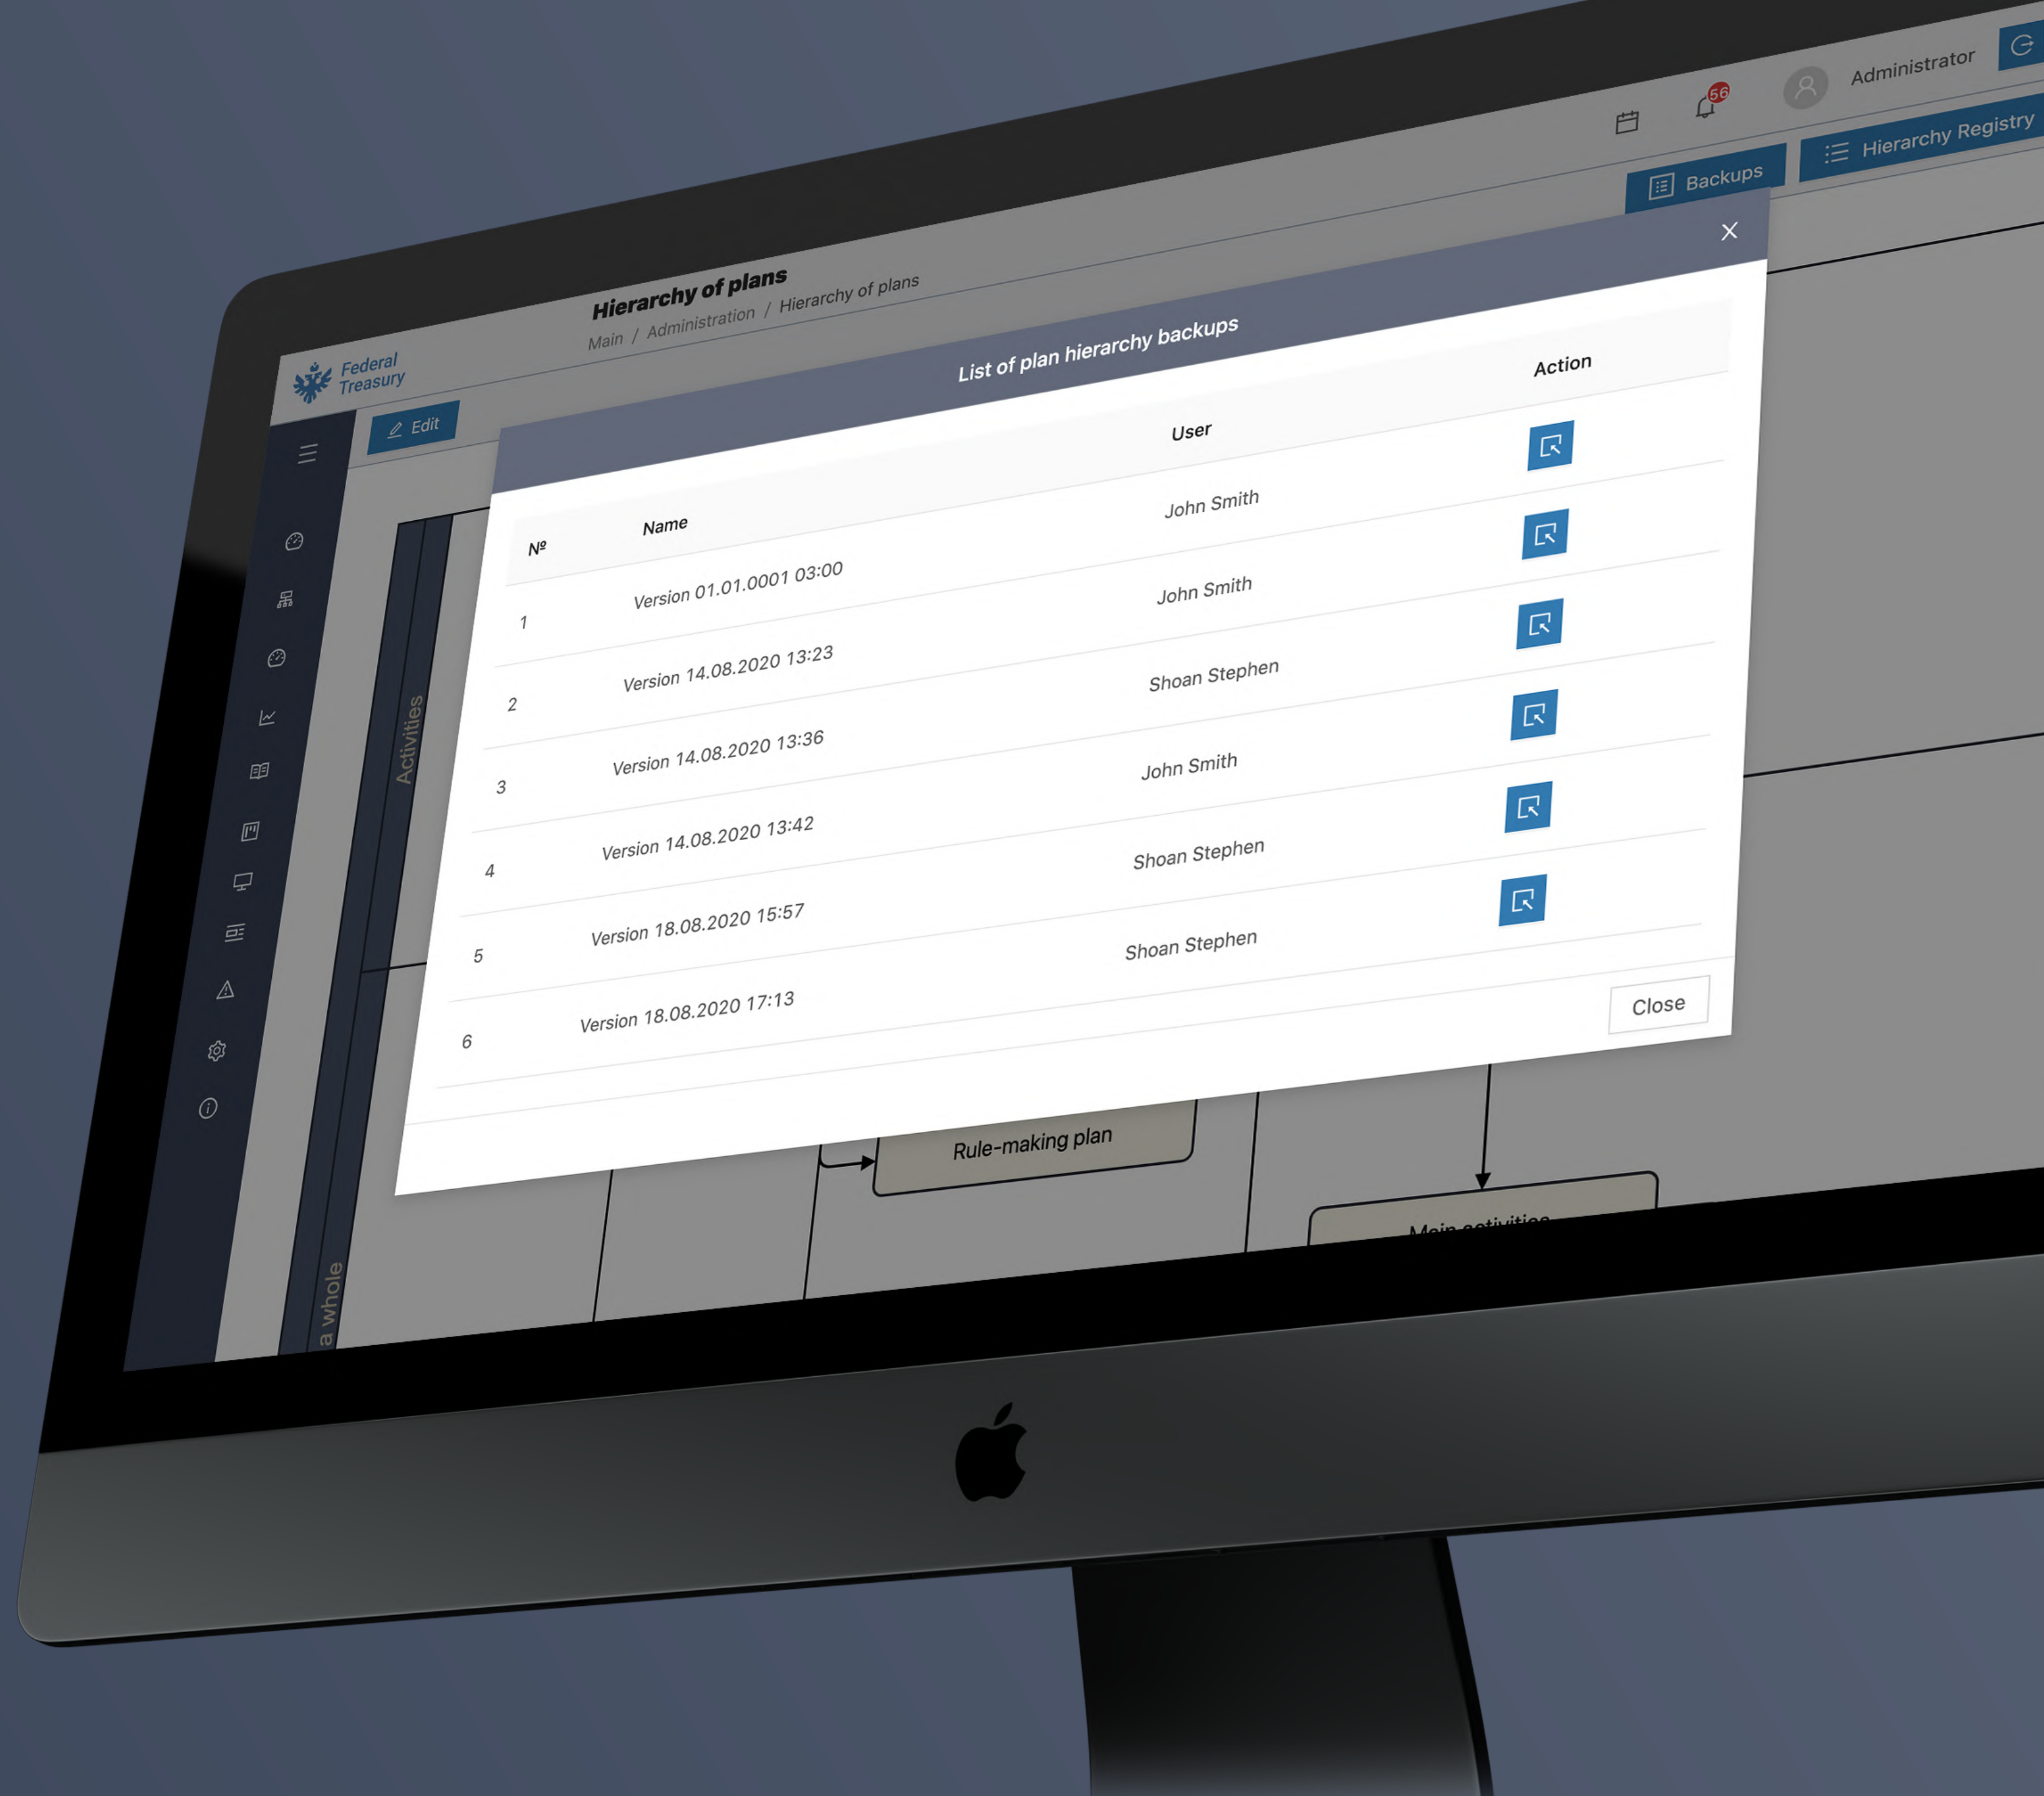 56
Administrator
Backups
Hierarchy Registry
Hierarchy of plans
Main / Administration / Hierarchy of plans
Federal
Treasury
Edit
List of plan hierarchy backups
Nº Name User Action
1 Version 01.01.0001 03:00 John Smith
2 Version 14.08.2020 13:23 John Smith
3 Version 14.08.2020 13:36 Shoan Stephen
4 Version 14.08.2020 13:42 John Smith
5 Version 18.08.2020 15:57 Shoan Stephen
6 Version 18.08.2020 17:13 Shoan Stephen
Close
Activities
a whole
Rule-making plan
Main activities